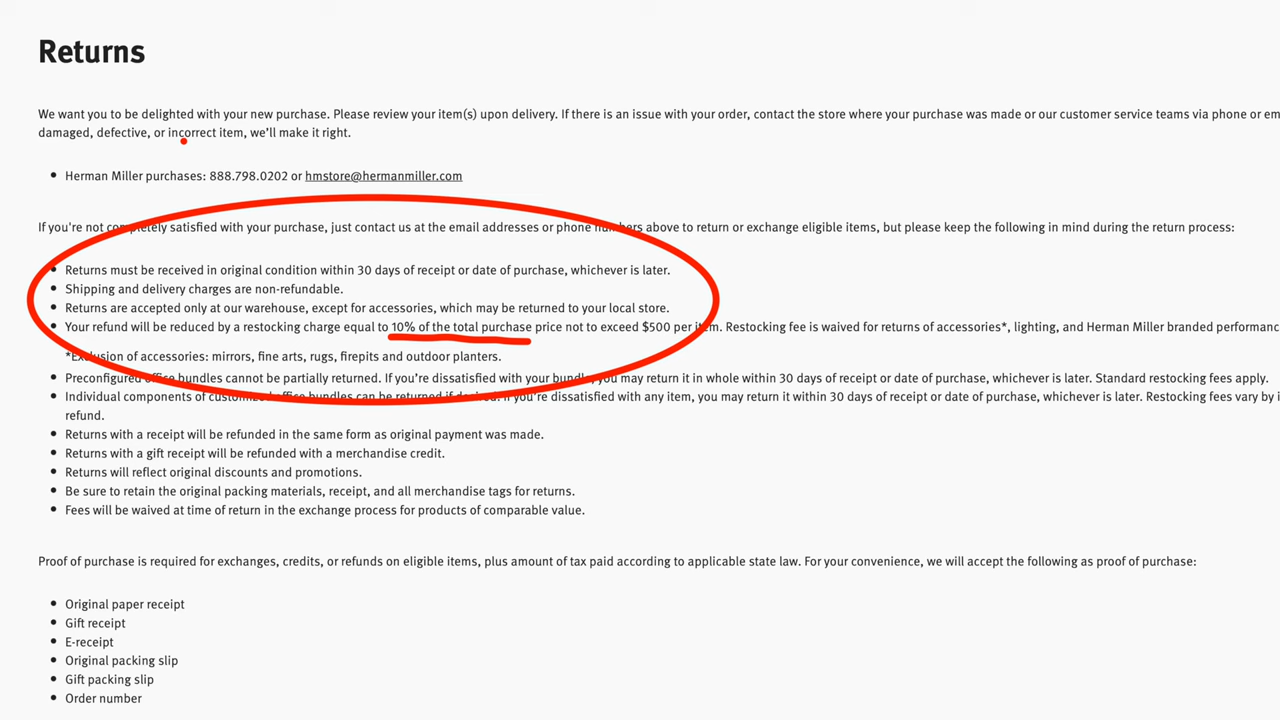 Returns
We want you to be delighted with your new purchase. Please review your item(s) upon delivery. If there is an issue with your order, contact the store where your purchase was made or our customer service teams via phone or em
damaged, defective, or incorrect item, we'll make it right.
• Herman Miller purchases: 888.798.0202 or hmstore@hermanmiller.com
If you're not completely satisfied with your purchase, just contact us at the email addresses or phone numbers above to return or exchange eligible items, but please keep the following in mind during the return process:
• Returns must be received in original condition within 30 days of receipt or date of purchase, whichever is later.
• Shipping and delivery charges are non-refundable.
• Returns are accepted only at our warehouse, except for accessories, which may be returned to your local store.
• Your refund will be reduced by a restocking charge equal to 10% of the total purchase price not to exceed $500 per item. Restocking fee is waived for returns of accessories*, lighting, and Herman Miller branded performanc
*Exclusion of accessories: mirrors, fine arts, rugs, firepits and outdoor planters.
• Preconfigured office bundles cannot be partially returned. If you're dissatisfied with your bundle, you may return it in whole within 30 days of receipt or date of purchase, whichever is later. Standard restocking fees apply.
• Individual components of customized office bundles can be returned if desired. If you're dissatisfied with any item, you may return it within 30 days of receipt or date of purchase, whichever is later. Restocking fees vary by i
refund.
• Returns with a receipt will be refunded in the same form as original payment was made.
• Returns with a gift receipt will be refunded with a merchandise credit.
• Returns will reflect original discounts and promotions.
• Be sure to retain the original packing materials, receipt, and all merchandise tags for returns.
• Fees will be waived at time of return in the exchange process for products of comparable value.
Proof of purchase is required for exchanges, credits, or refunds on eligible items, plus amount of tax paid according to applicable state law. For your convenience, we will accept the following as proof of purchase:
• Original paper receipt
• Gift receipt
• E-receipt
• Original packing slip
• Gift packing slip
• Order number